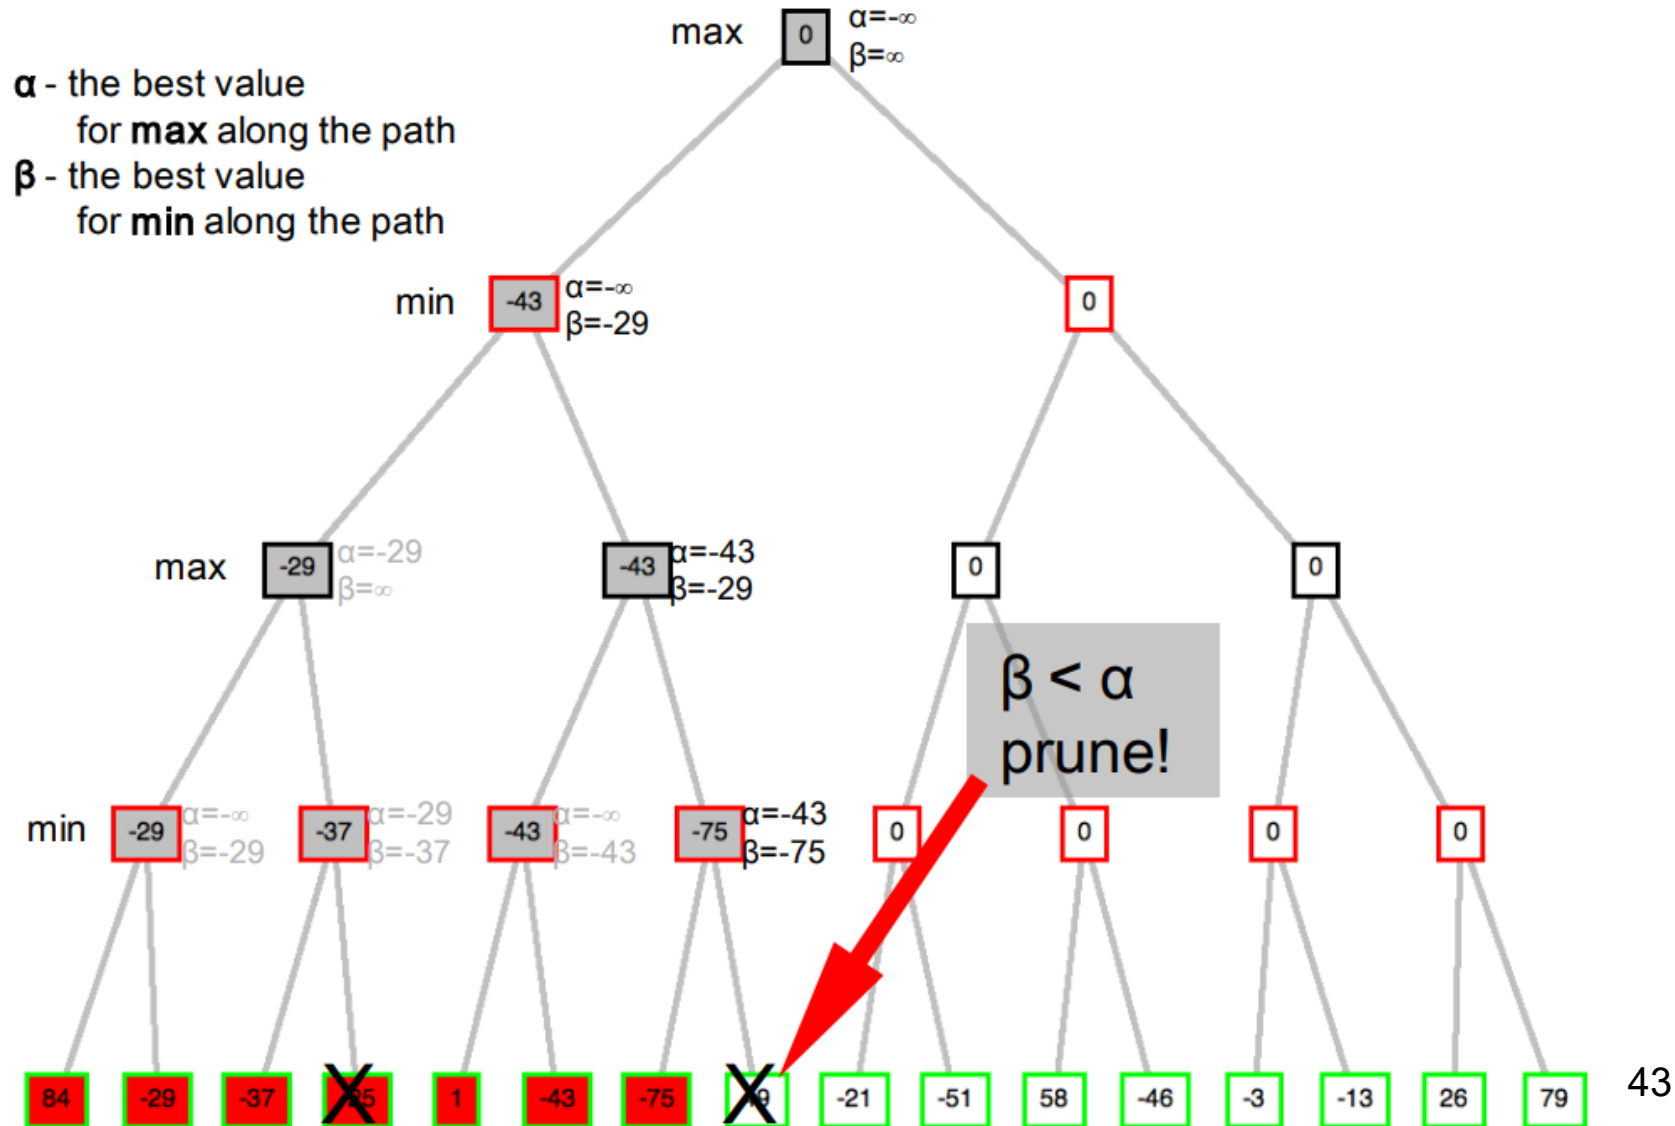 max
0
α=-∞
β=∞
α - the best value
for max along the path
β - the best value
for min along the path
min
-43
α=-∞
β=-29
0
max
-29
α=-29
β=∞
-43
α=-43
β=-29
0
0
β < α
prune!
min
-29
α=-∞
β=-29
-37
α=-29
β=-37
-43
α=-∞
β=-43
-75
α=-43
β=-75
0
0
0
0
84
-29
-37
X
1
-43
-75
X
-21
-51
58
-46
-3
-13
26
79
43